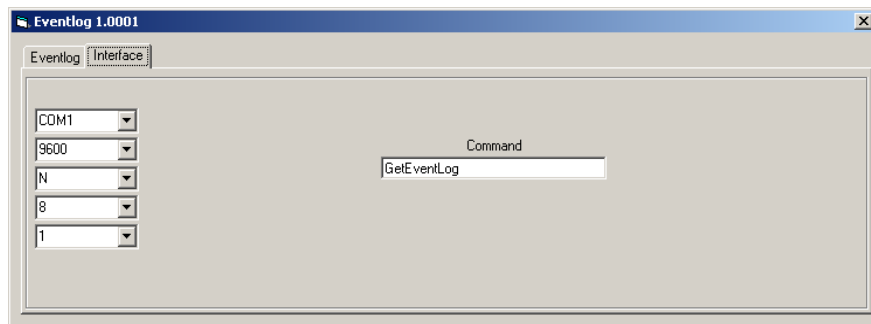 Eventlog 1.0001
Eventlog Interface
COM1
9600
N
8
1
Command
GetEventLog